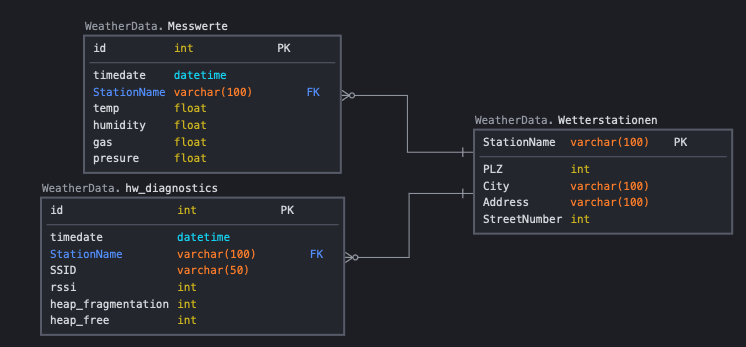 WeatherData. Messwerte
id int PK
timedate datetime
StationName varchar(100) FK
temp float
humidity float
gas float
presure float
WeatherData. Wetterstationen
StationName varchar(100) PK
PLZ int
City varchar(100)
Address varchar(100)
StreetNumber int
WeatherData. hw_diagnostics
id int PK
timedate datetime
StationName varchar(100) FK
SSID varchar(50)
rssi int
heap_fragmentation int
heap_free int